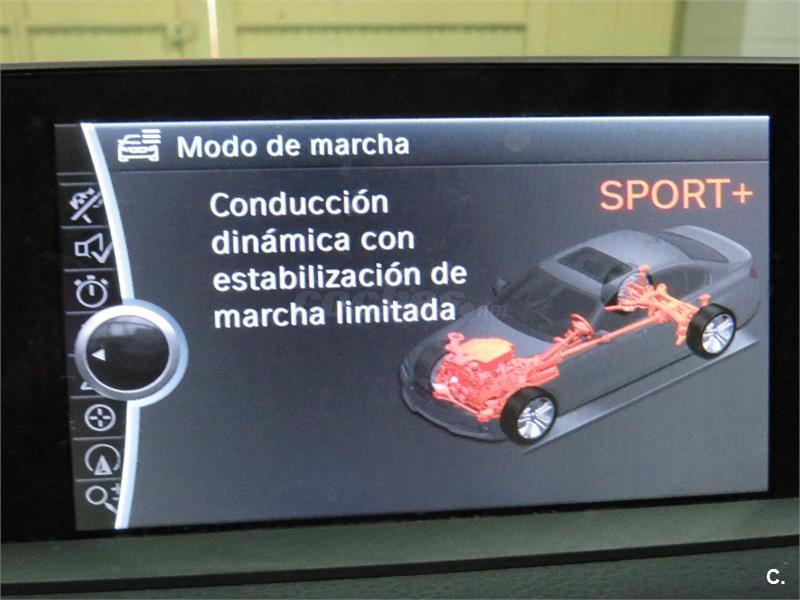 Modo de marcha
SPORT+
Conducción
dinámica con
estabilización de
marcha limitada
C.